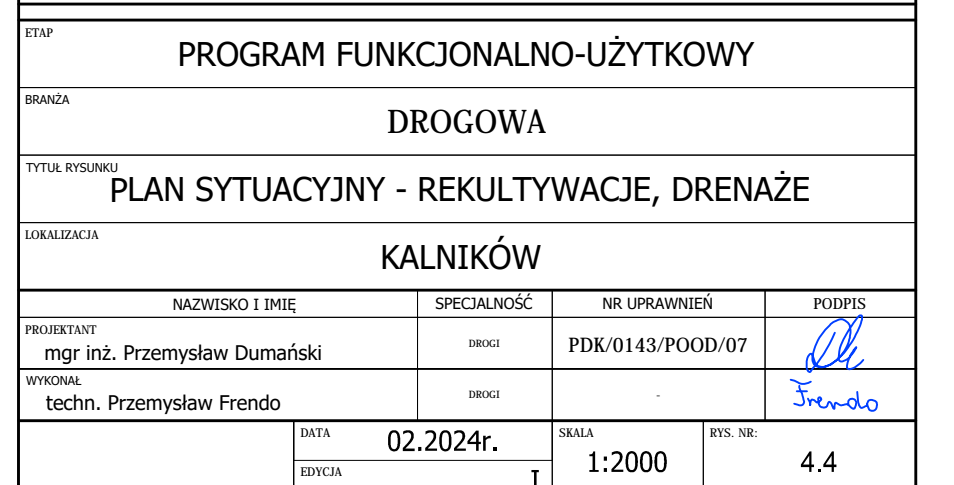 ETAP
PROGRAM FUNKCJONALNO-UŻYTKOWY
BRANŻA
DROGOWA
TYTUŁ RYSUNKU
PLAN SYTUACYJNY - REKULTYWACJE, DRENAŻE
LOKALIZACJA
KALNIKÓW
NAZWISKO I IMIĘ SPECJALNOŚĆ NR UPRAWNIEŃ PODPIS
PROJEKTANT
mgr inż. Przemysław Dumański DROGI PDK/0143/POOD/07
WYKONAŁ
techn. Przemysław Frendo DROGI - Frendo
DATA 02.2024r. SKALA 1:2000 RYS. NR: 4.4
EDYCJA I